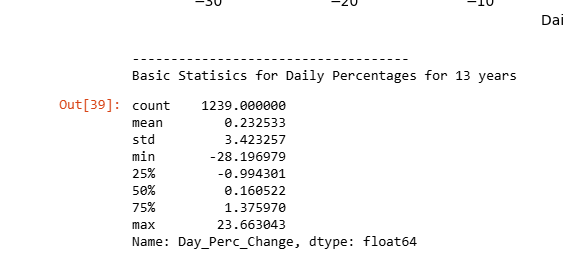 −30 −20 −10
Dai
-----------------------------------
Basic Statisics for Daily Percentages for 13 years
Out[39]: count 1239.000000
mean 0.232533
std 3.423257
min -28.196979
25% -0.994301
50% 0.160522
75% 1.375970
max 23.663043
Name: Day_Perc_Change, dtype: float64